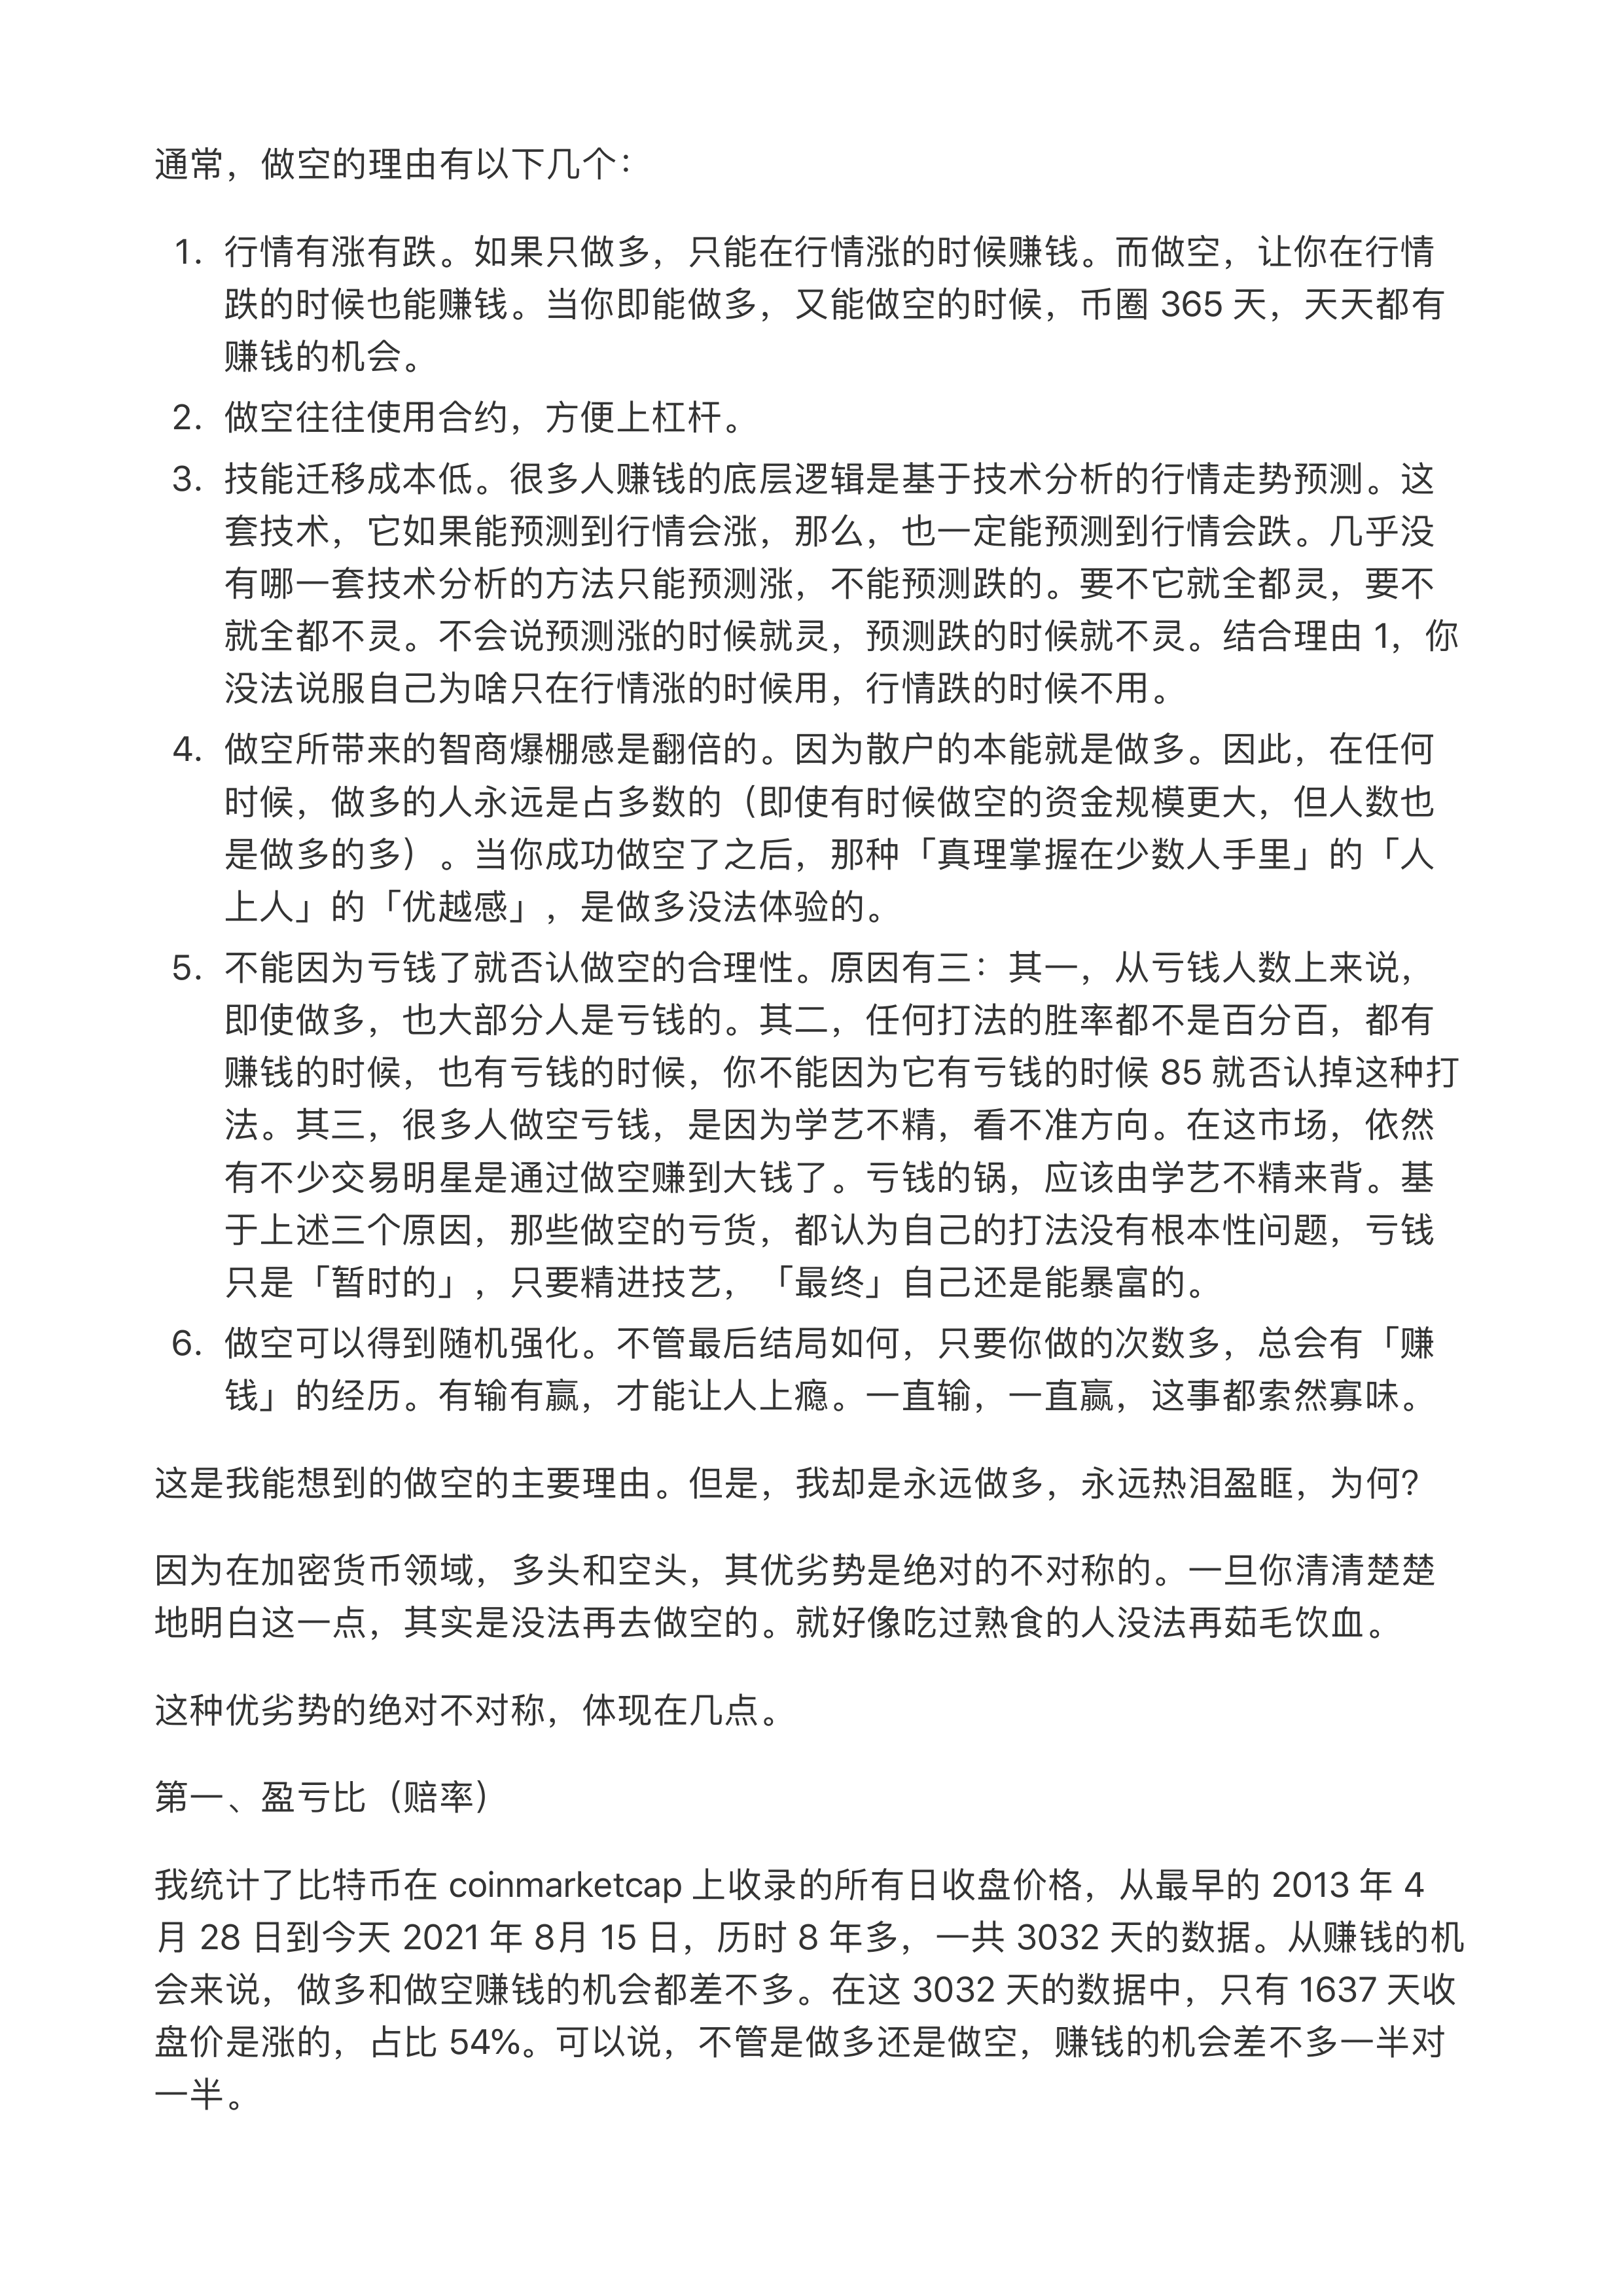 通常，做空的理由有以下几个：
1. 行情有涨有跌。如果只做多，只能在行情涨的时候赚钱。而做空，让你在行情
跌的时候也能赚钱。当你即能做多，又能做空的时候，币圈 365 天，天天都有
赚钱的机会。
2. 做空往往使用合约，方便上杠杆。
3. 技能迁移成本低。很多人赚钱的底层逻辑是基于技术分析的行情走势预测。这
套技术，它如果能预测到行情会涨，那么，也一定能预测到行情会跌。几乎没
有哪一套技术分析的方法只能预测涨，不能预测跌的。要不它就全都灵，要不
就全都不灵。不会说预测涨的时候就灵，预测跌的时候就不灵。结合理由 1，你
没法说服自己为啥只在行情涨的时候用，行情跌的时候不用。
4. 做空所带来的智商爆棚感是翻倍的。因为散户的本能就是做多。因此，在任何
时候，做多的人永远是占多数的（即使有时候做空的资金规模更大，但人数也
是做多的多）。当你成功做空了之后，那种「真理掌握在少数人手里」的「人
上人」的「优越感」，是做多没法体验的。
5. 不能因为亏钱了就否认做空的合理性。原因有三：其一，从亏钱人数上来说，
即使做多，也大部分人是亏钱的。其二，任何打法的胜率都不是百分百，都有
赚钱的时候，也有亏钱的时候，你不能因为它有亏钱的时候 85 就否认掉这种打
法。其三，很多人做空亏钱，是因为学艺不精，看不准方向。在这市场，依然
有不少交易明星是通过做空赚到大钱了。亏钱的锅，应该由学艺不精来背。基
于上述三个原因，那些做空的亏货，都认为自己的打法没有根本性问题，亏钱
只是「暂时的」，只要精进技艺，「最终」自己还是能暴富的。
6. 做空可以得到随机强化。不管最后结局如何，只要你做的次数多，总会有「赚
钱」的经历。有输有赢，才能让人上瘾。一直输，一直赢，这事都索然寡味。
这是我能想到的做空的主要理由。但是，我却是永远做多，永远热泪盈眶，为何？
因为在加密货币领域，多头和空头，其优劣势是绝对的不对称的。一旦你清清楚楚
地明白这一点，其实是没法再去做空的。就好像吃过熟食的人没法再茹毛饮血。
这种优劣势的绝对不对称，体现在几点。
第一、盈亏比（赔率）
我统计了比特币在 coinmarketcap 上收录的所有日收盘价格，从最早的 2013 年 4
月 28 日到今天 2021 年 8月 15 日，历时 8 年多，一共 3032 天的数据。从赚钱的机
会来说，做多和做空赚钱的机会都差不多。在这 3032 天的数据中，只有 1637 天收
盘价是涨的，占比 54%。可以说，不管是做多还是做空，赚钱的机会差不多一半对
一半。